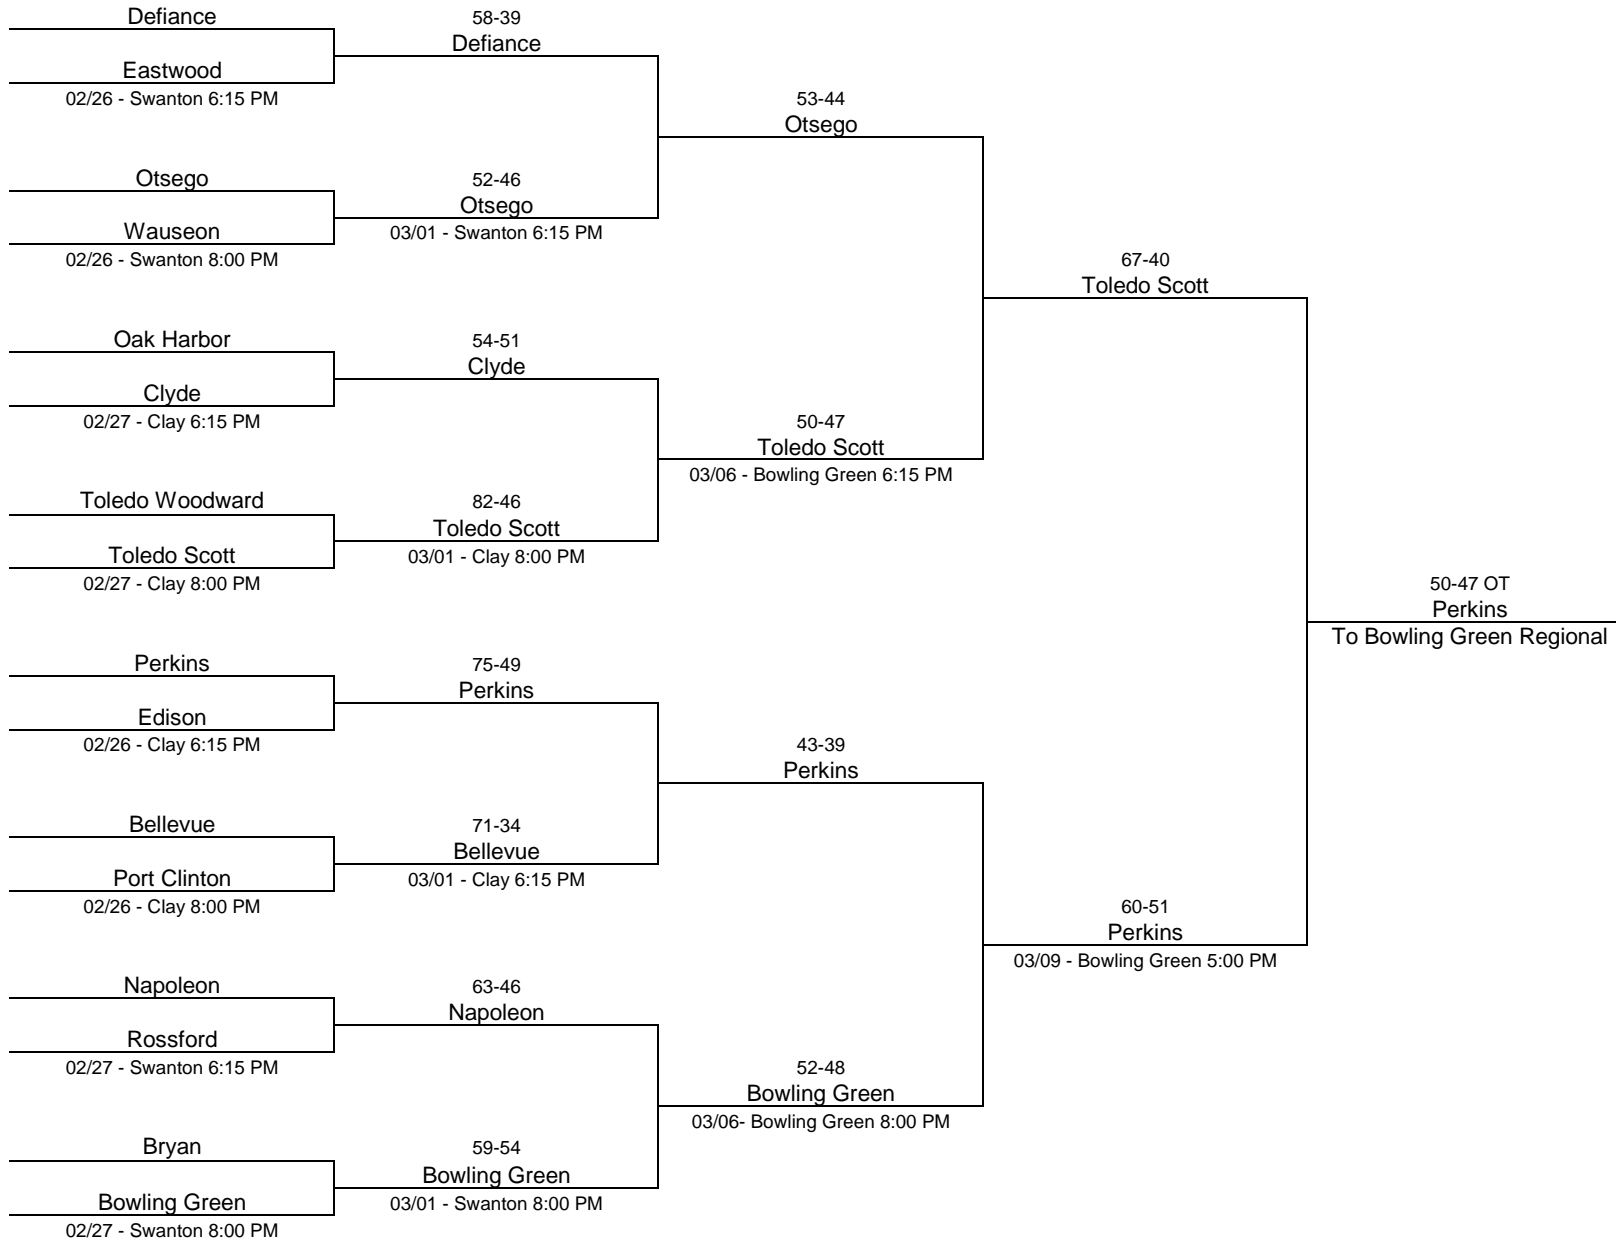 Defiance
Eastwood
02/26 - Swanton 6:15 PM
Otsego
Wauseon
02/26 - Swanton 8:00 PM
Oak Harbor
Clyde
02/27 - Clay 6:15 PM
Toledo Woodward
Toledo Scott
02/27 - Clay 8:00 PM
Perkins
Edison
02/26 - Clay 6:15 PM
Bellevue
Port Clinton
02/26 - Clay 8:00 PM
Napoleon
Rossford
02/27 - Swanton 6:15 PM
Bryan
Bowling Green
02/27 - Swanton 8:00 PM
58-39
Defiance
52-46
Otsego
03/01 - Swanton 6:15 PM
54-51
Clyde
82-46
Toledo Scott
03/01 - Clay 8:00 PM
75-49
Perkins
71-34
Bellevue
03/01 - Clay 6:15 PM
63-46
Napoleon
59-54
Bowling Green
03/01 - Swanton 8:00 PM
53-44
Otsego
50-47
Toledo Scott
03/06 - Bowling Green 6:15 PM
43-39
Perkins
52-48
Bowling Green
03/06- Bowling Green 8:00 PM
67-40
Toledo Scott
60-51
Perkins
03/09 - Bowling Green 5:00 PM
50-47 OT
Perkins
To Bowling Green Regional